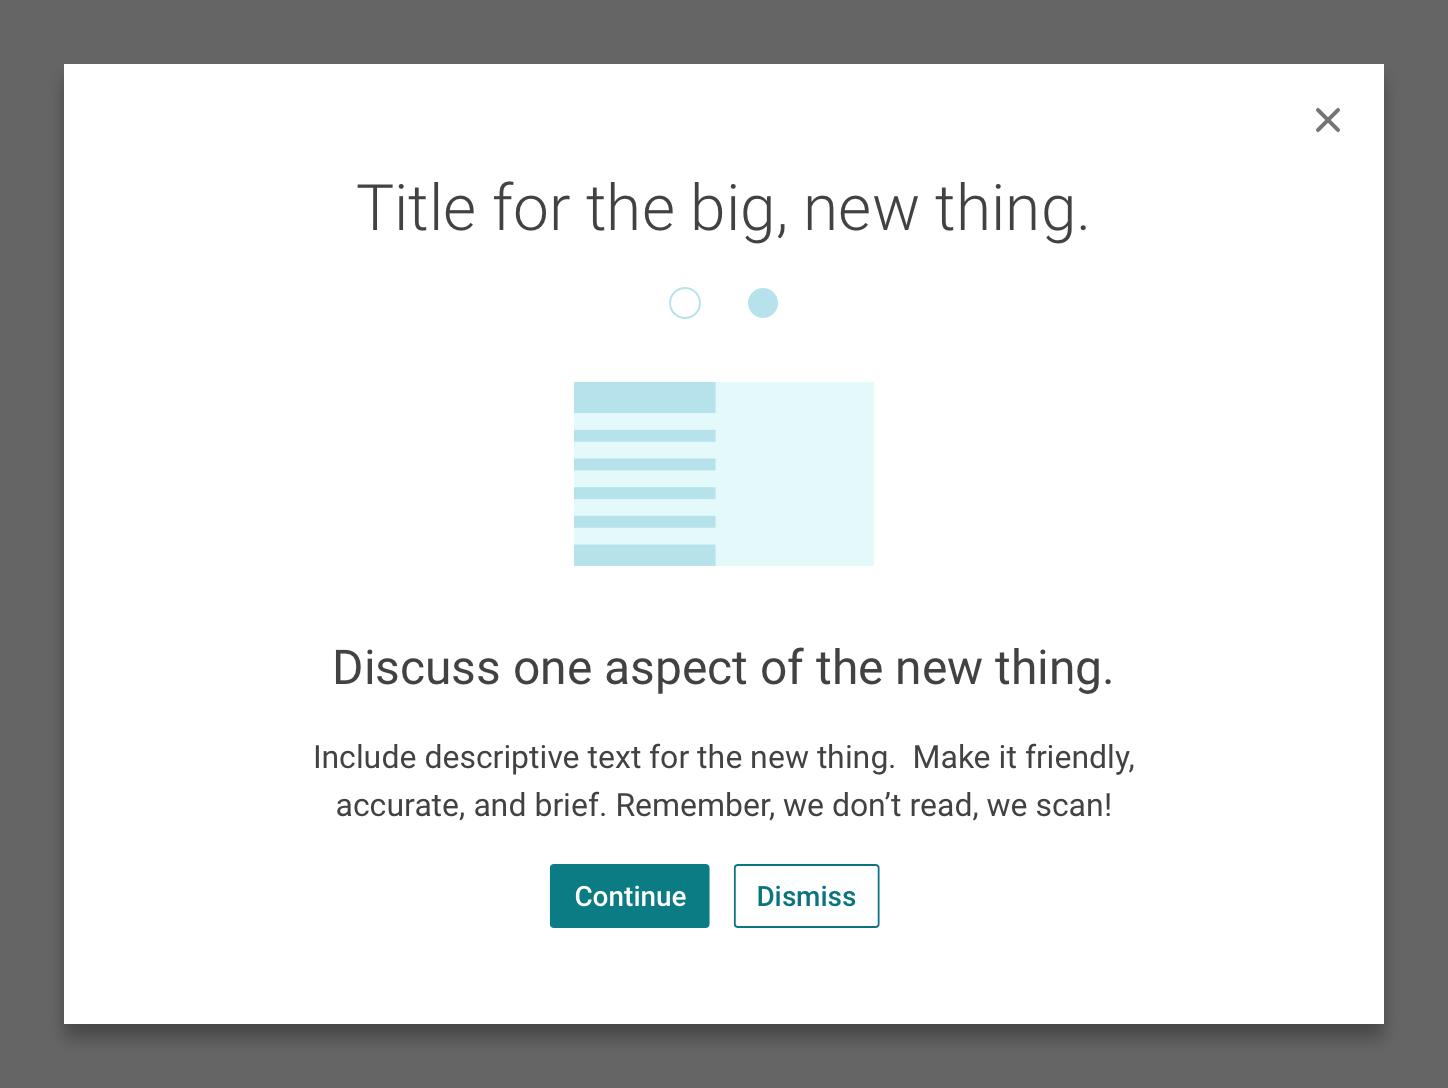 Title for the big, new thing.
Discuss one aspect of the new thing.
Include descriptive text for the new thing.  Make it friendly,
accurate, and brief. Remember, we don’t read, we scan!
Continue
Dismiss